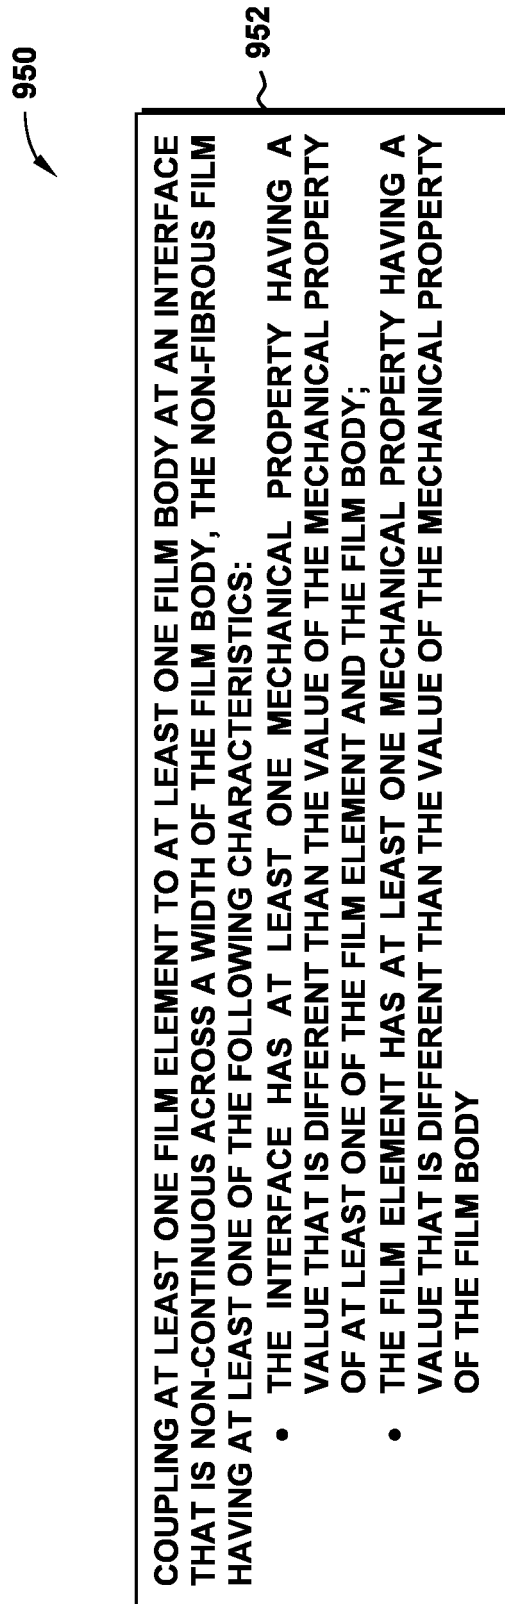 950
952
COUPLING AT LEAST ONE FILM ELEMENT TO AT LEAST ONE FILM BODY AT AN INTERFACE
THAT IS NON-CONTINUOUS ACROSS A WIDTH OF THE FILM BODY, THE NON-FIBROUS FILM
HAVING AT LEAST ONE OF THE FOLLOWING CHARACTERISTICS:
• THE INTERFACE HAS AT LEAST ONE MECHANICAL PROPERTY HAVING A
VALUE THAT IS DIFFERENT THAN THE VALUE OF THE MECHANICAL PROPERTY
OF AT LEAST ONE OF THE FILM ELEMENT AND THE FILM BODY;
• THE FILM ELEMENT HAS AT LEAST ONE MECHANICAL PROPERTY HAVING A
VALUE THAT IS DIFFERENT THAN THE VALUE OF THE MECHANICAL PROPERTY
OF THE FILM BODY